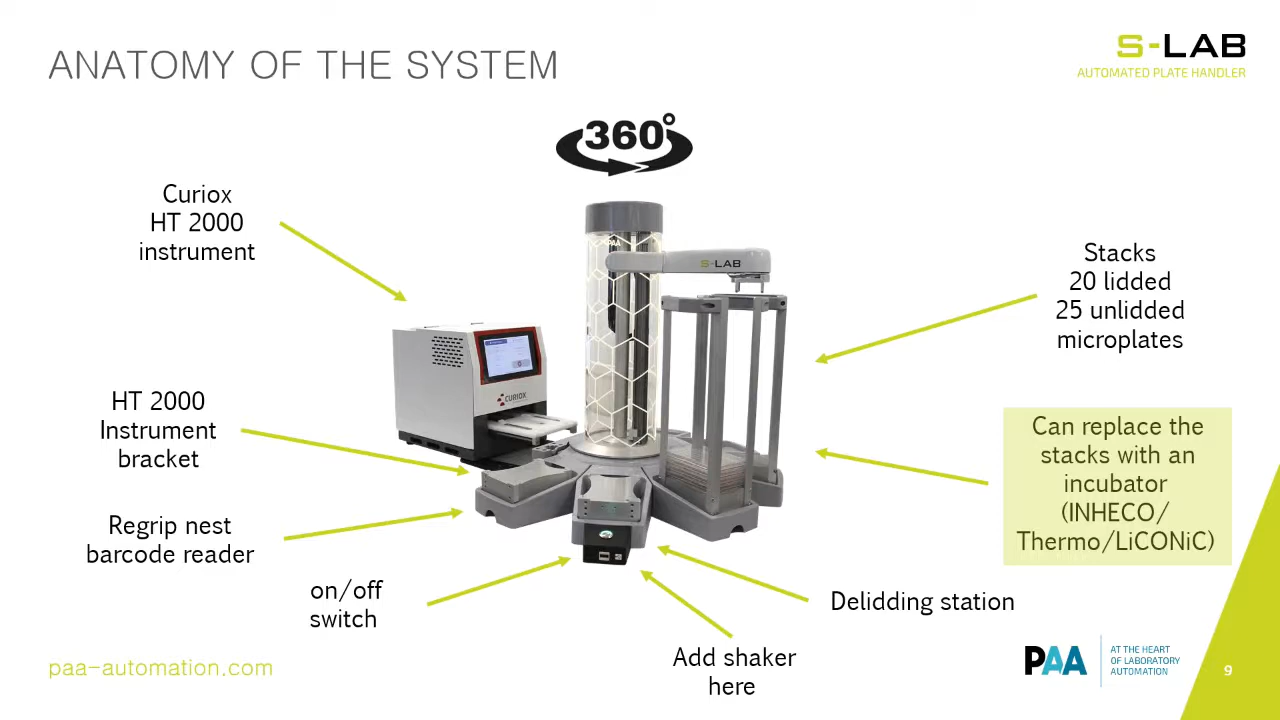 ANATOMY OF THE SYSTEM
S-LAB
AUTOMATED PLATE HANDLER
360°
Curiox
HT 2000
instrument
PAA
S-LAB
Stacks
20 lidded
25 unlidded
microplates
CURIOX
HT 2000
Instrument
bracket
Can replace the
stacks with an
incubator
(INHECO/
Thermo/LiCONiC)
Regrip nest
barcode reader
on/off
switch
Delidding station
Add shaker
here
paa-automation.com
PAA
AT THE HEART
OF LABORATORY
AUTOMATION
9